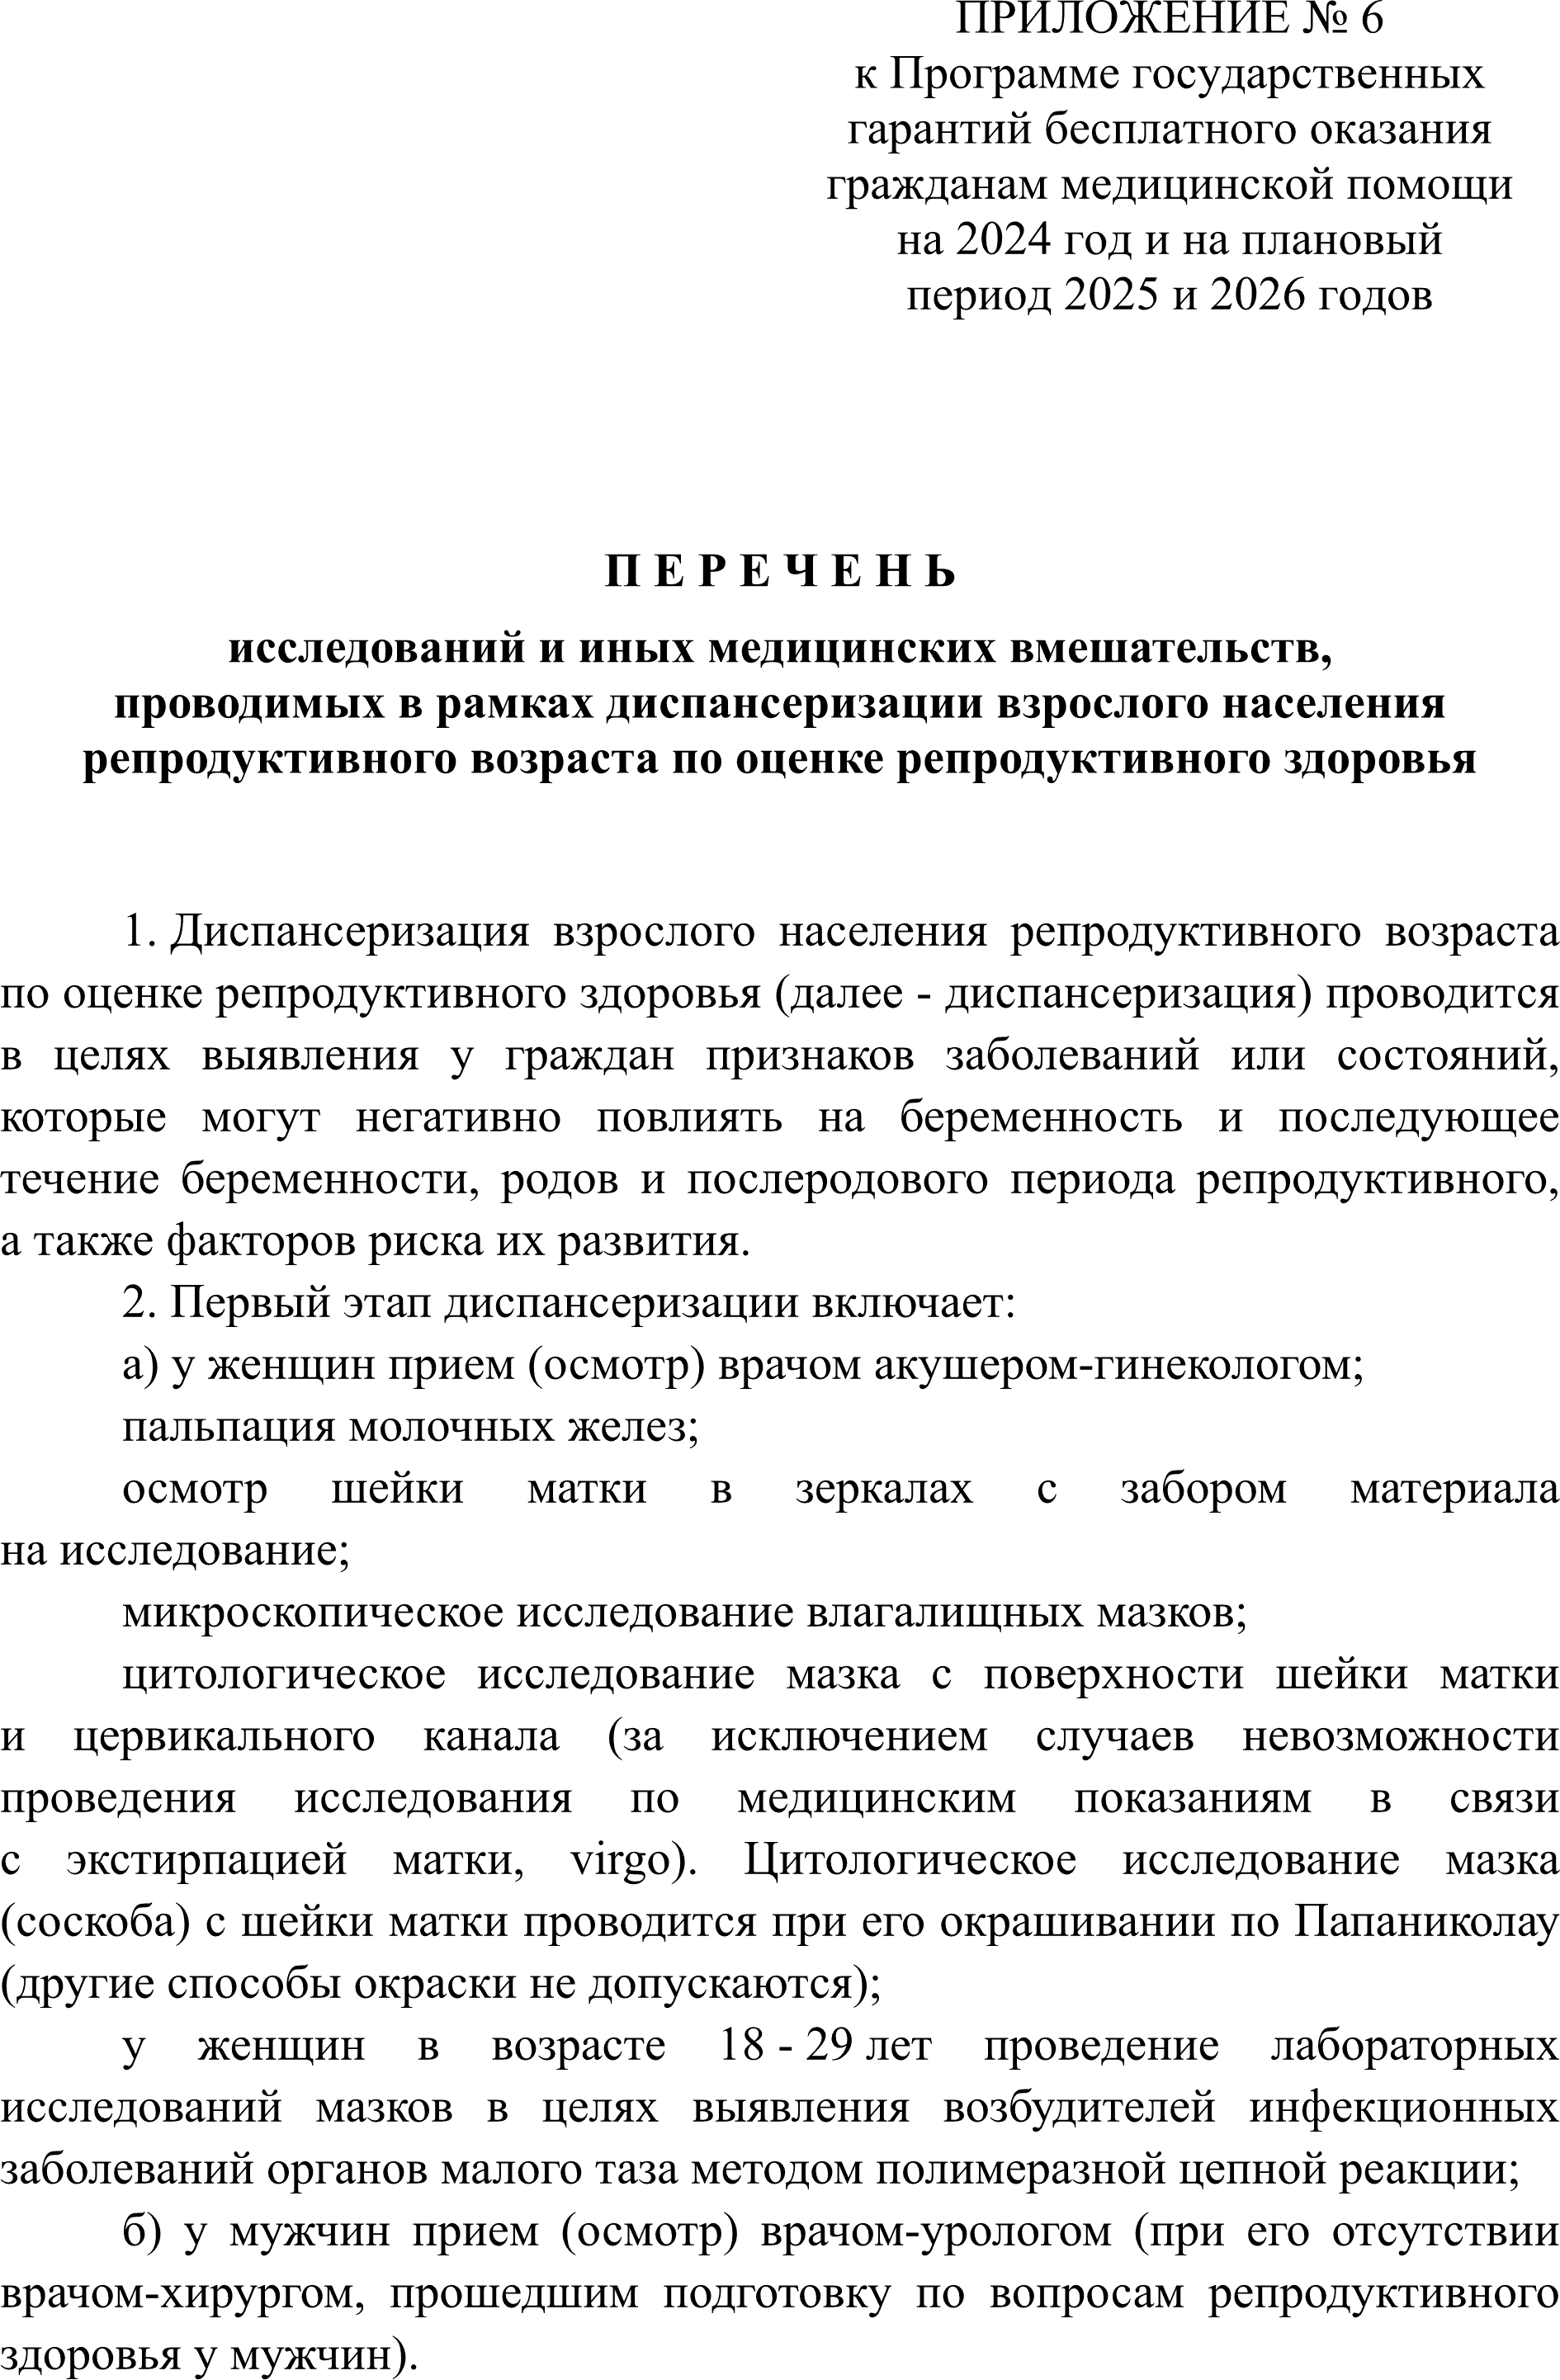 ПРИЛОЖЕНИЕ № 6
к Программе государственных
гарантий бесплатного оказания
гражданам медицинской помощи
на 2024 год и на плановый
период 2025 и 2026 годов
П Е Р Е Ч Е Н Ь
исследований и иных медицинских вмешательств,
проводимых в рамках диспансеризации взрослого населения
репродуктивного возраста по оценке репродуктивного здоровья
1. Диспансеризация взрослого населения репродуктивного возраста
по оценке репродуктивного здоровья (далее - диспансеризация) проводится
в целях выявления у граждан признаков заболеваний или состояний,
которые могут негативно повлиять на беременность и последующее
течение беременности, родов и послеродового периода репродуктивного,
а также факторов риска их развития.
2. Первый этап диспансеризации включает:
а) у женщин прием (осмотр) врачом акушером-гинекологом;
пальпация молочных желез;
осмотр шейки матки в зеркалах с забором материала
на исследование;
микроскопическое исследование влагалищных мазков;
цитологическое исследование мазка с поверхности шейки матки
и цервикального канала (за исключением случаев невозможности
проведения исследования по медицинским показаниям в связи
с экстирпацией матки, virgo). Цитологическое исследование мазка
(соскоба) с шейки матки проводится при его окрашивании по Папаниколау
(другие способы окраски не допускаются);
у женщин в возрасте 18 - 29 лет проведение лабораторных
исследований мазков в целях выявления возбудителей инфекционных
заболеваний органов малого таза методом полимеразной цепной реакции;
б) у мужчин прием (осмотр) врачом-урологом (при его отсутствии
врачом-хирургом, прошедшим подготовку по вопросам репродуктивного
здоровья у мужчин).